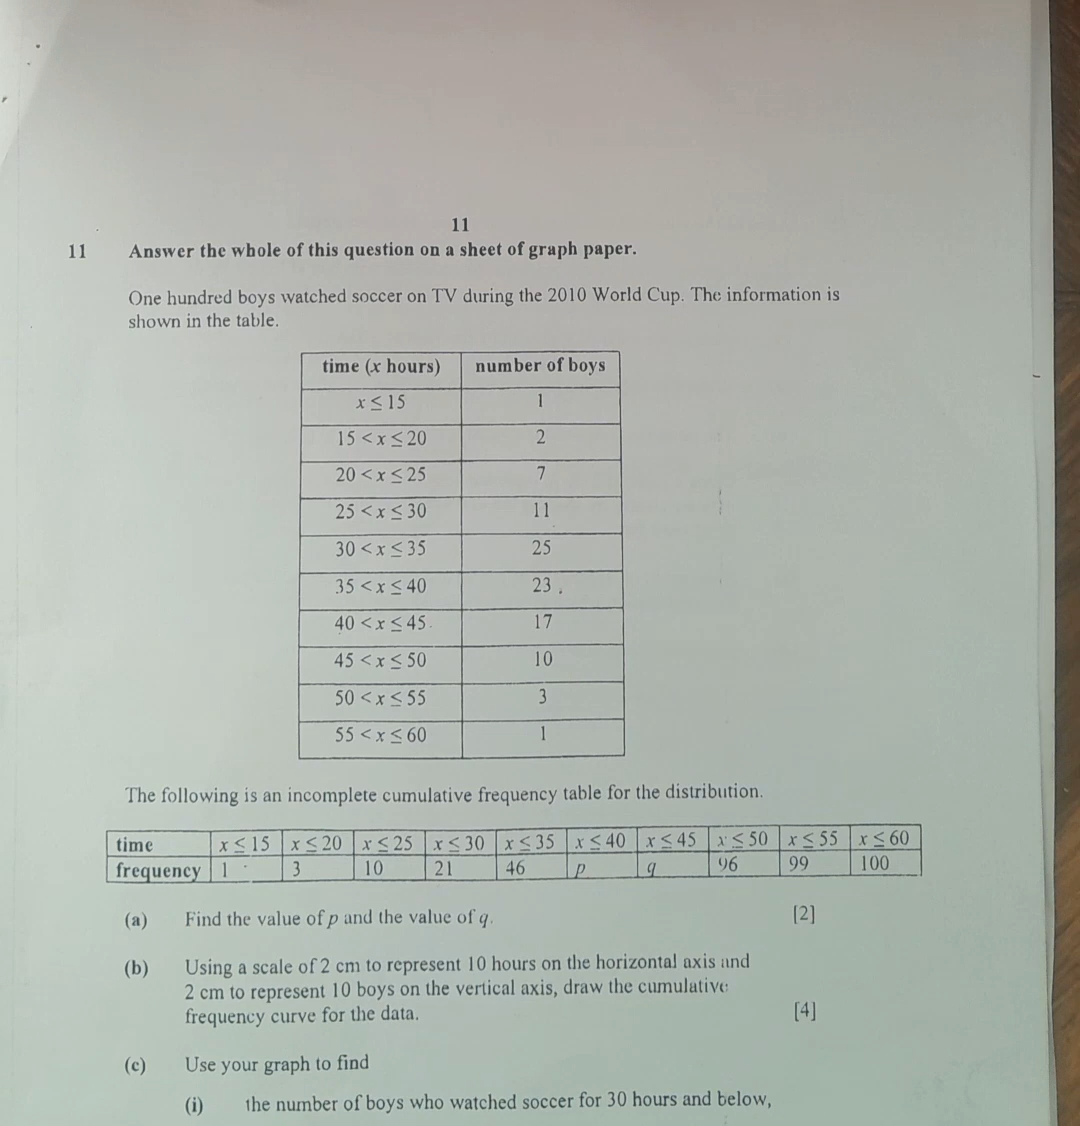 11
11 Answer the whole of this question on a sheet of graph paper.
One hundred boys watched soccer on TV during the 2010 World Cup. The information is
shown in the table.
time (x hours) number of boys
x ≤ 15 1
15 < x ≤ 20 2
20 < x ≤ 25 7
25 < x ≤ 30 11
30 < x ≤ 35 25
35 < x ≤ 40 23
40 < x ≤ 45 17
45 < x ≤ 50 10
50 < x ≤ 55 3
55 < x ≤ 60 1
The following is an incomplete cumulative frequency table for the distribution.
time x ≤ 15 x ≤ 20 x ≤ 25 x ≤ 30 x ≤ 35 x ≤ 40 x ≤ 45 x ≤ 50 x ≤ 55 x ≤ 60
frequency 1 3 10 21 46 p q 96 99 100
(a) Find the value of p and the value of q. [2]
(b) Using a scale of 2 cm to represent 10 hours on the horizontal axis and
2 cm to represent 10 boys on the vertical axis, draw the cumulative
frequency curve for the data. [4]
(c) Use your graph to find
(i) the number of boys who watched soccer for 30 hours and below,